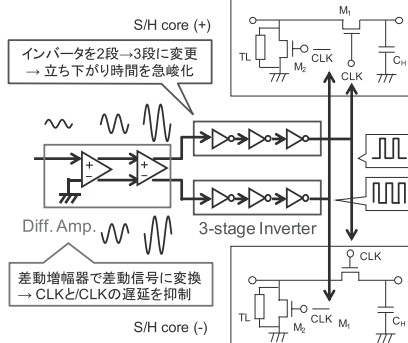 S/H core (+)
インバータを2段→3段に変更
→ 立ち下がり時間を急峻化
M₁
TL
M₂
CLK
CLK
C_H
Diff. Amp.
3-stage Inverter
差動増幅器で差動信号に変換
→ CLKと/CLKの遅延を抑制
S/H core (-)
CLK
TL
M₂
CLK
M₁
C_H